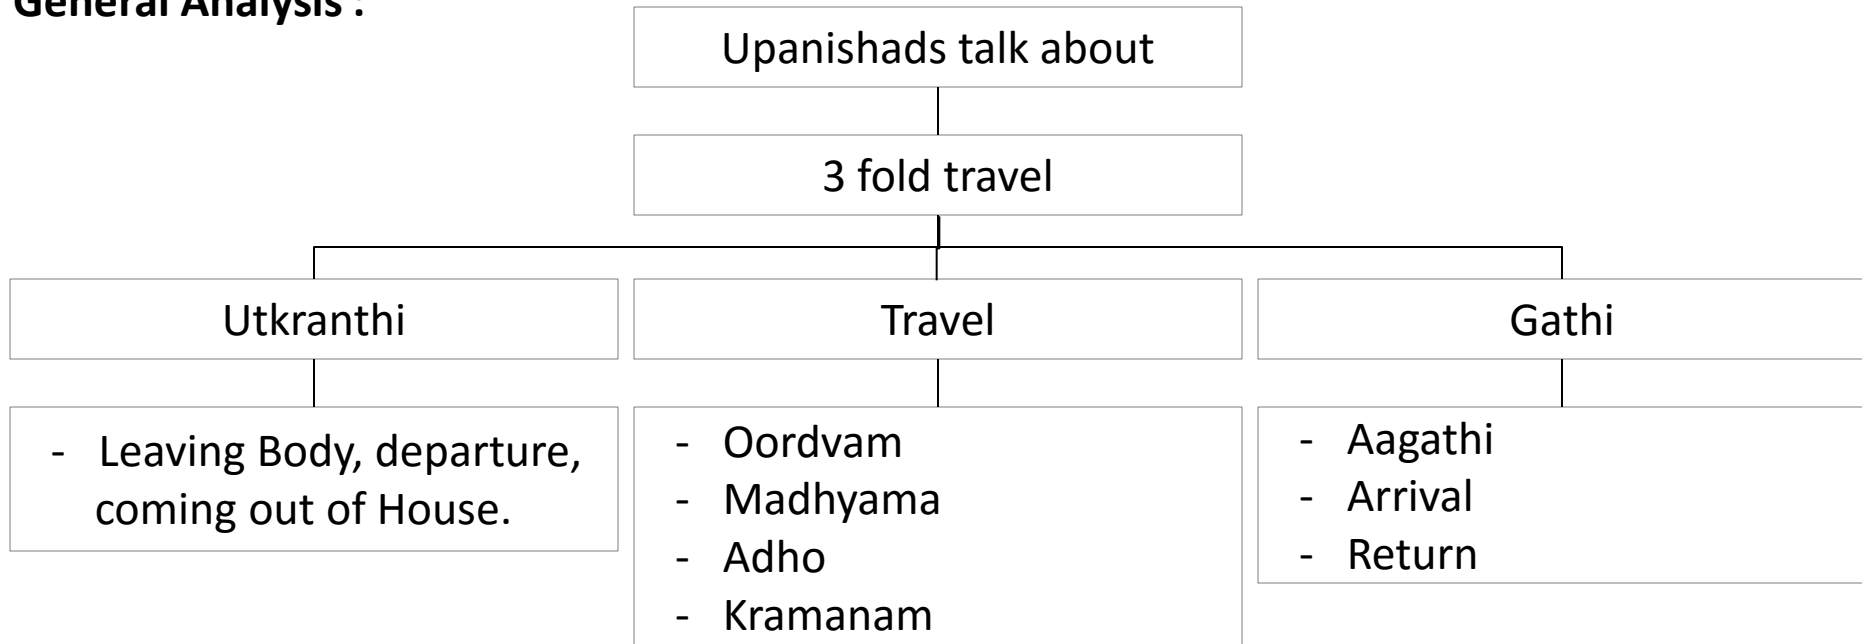 General Analysis :
Upanishads talk about
3 fold travel
Utkranthi
Travel
Gathi
- Leaving Body, departure,
coming out of House.
- Oordvam
- Madhyama
- Adho
- Kramanam
- Aagathi
- Arrival
- Return